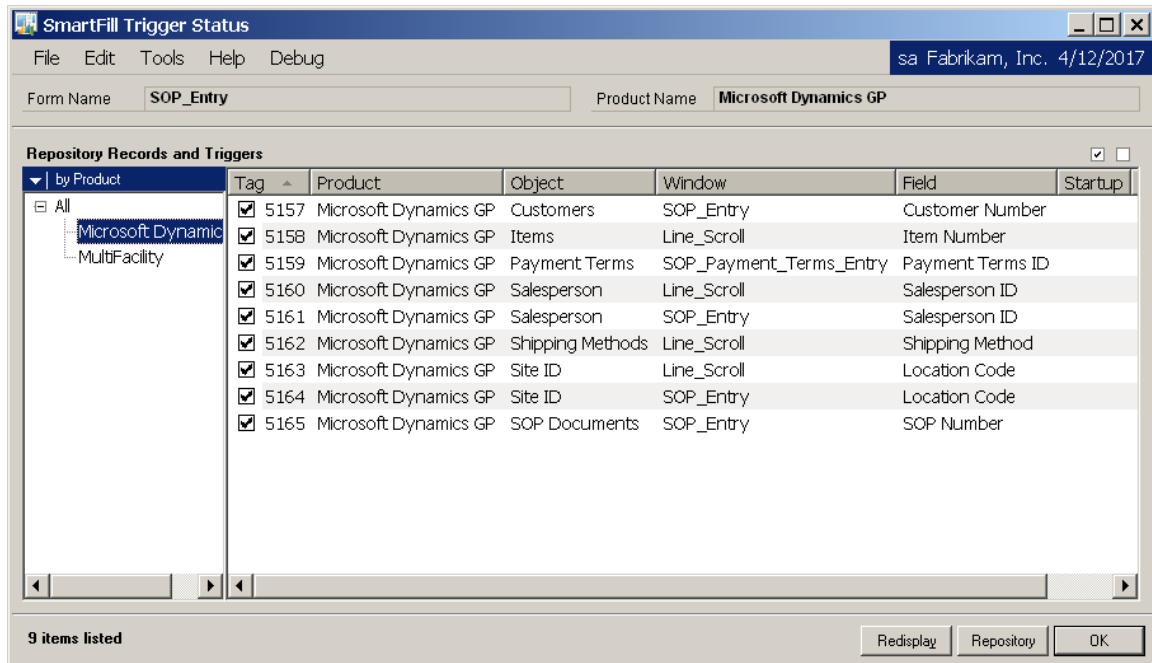 SmartFill Trigger Status
File Edit Tools Help Debug sa Fabrikam, Inc. 4/12/2017
Form Name SOP_Entry Product Name Microsoft Dynamics GP
Repository Records and Triggers
by Product
All
Microsoft Dynamic
MultiFacility
Tag Product Object Window Field Startup
5157 Microsoft Dynamics GP Customers SOP_Entry Customer Number
5158 Microsoft Dynamics GP Items Line_Scroll Item Number
5159 Microsoft Dynamics GP Payment Terms SOP_Payment_Terms_Entry Payment Terms ID
5160 Microsoft Dynamics GP Salesperson Line_Scroll Salesperson ID
5161 Microsoft Dynamics GP Salesperson SOP_Entry Salesperson ID
5162 Microsoft Dynamics GP Shipping Methods Line_Scroll Shipping Method
5163 Microsoft Dynamics GP Site ID Line_Scroll Location Code
5164 Microsoft Dynamics GP Site ID SOP_Entry Location Code
5165 Microsoft Dynamics GP SOP Documents SOP_Entry SOP Number
9 items listed Redisplay Repository OK